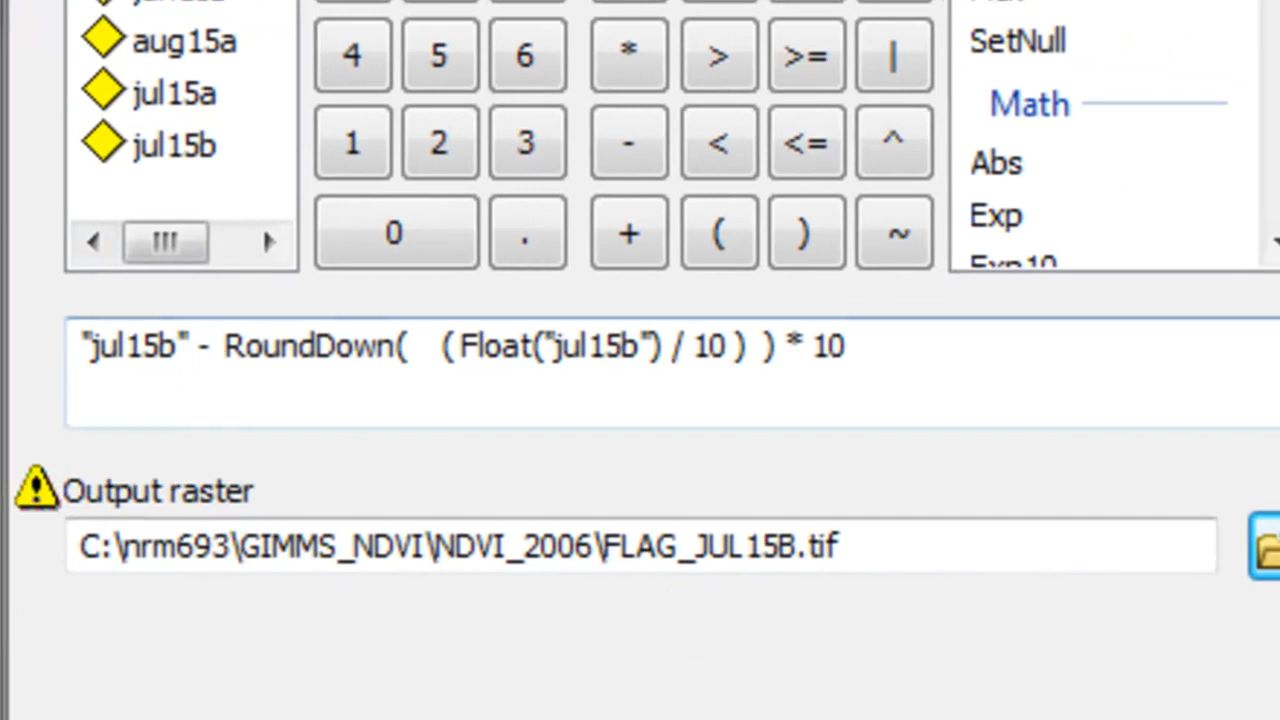 aug15a
jul15a
jul15b
4 5 6 * > >= |
1 2 3 - < <= ^
0 . + ( ) ~
SetNull
Math
Abs
Exp
Exp10
"jul15b" - RoundDown( ( Float("jul15b") / 10 ) ) * 10
Output raster
C:\nrm693\GIMMS_NDVI\NDVI_2006\FLAG_JUL15B.tif